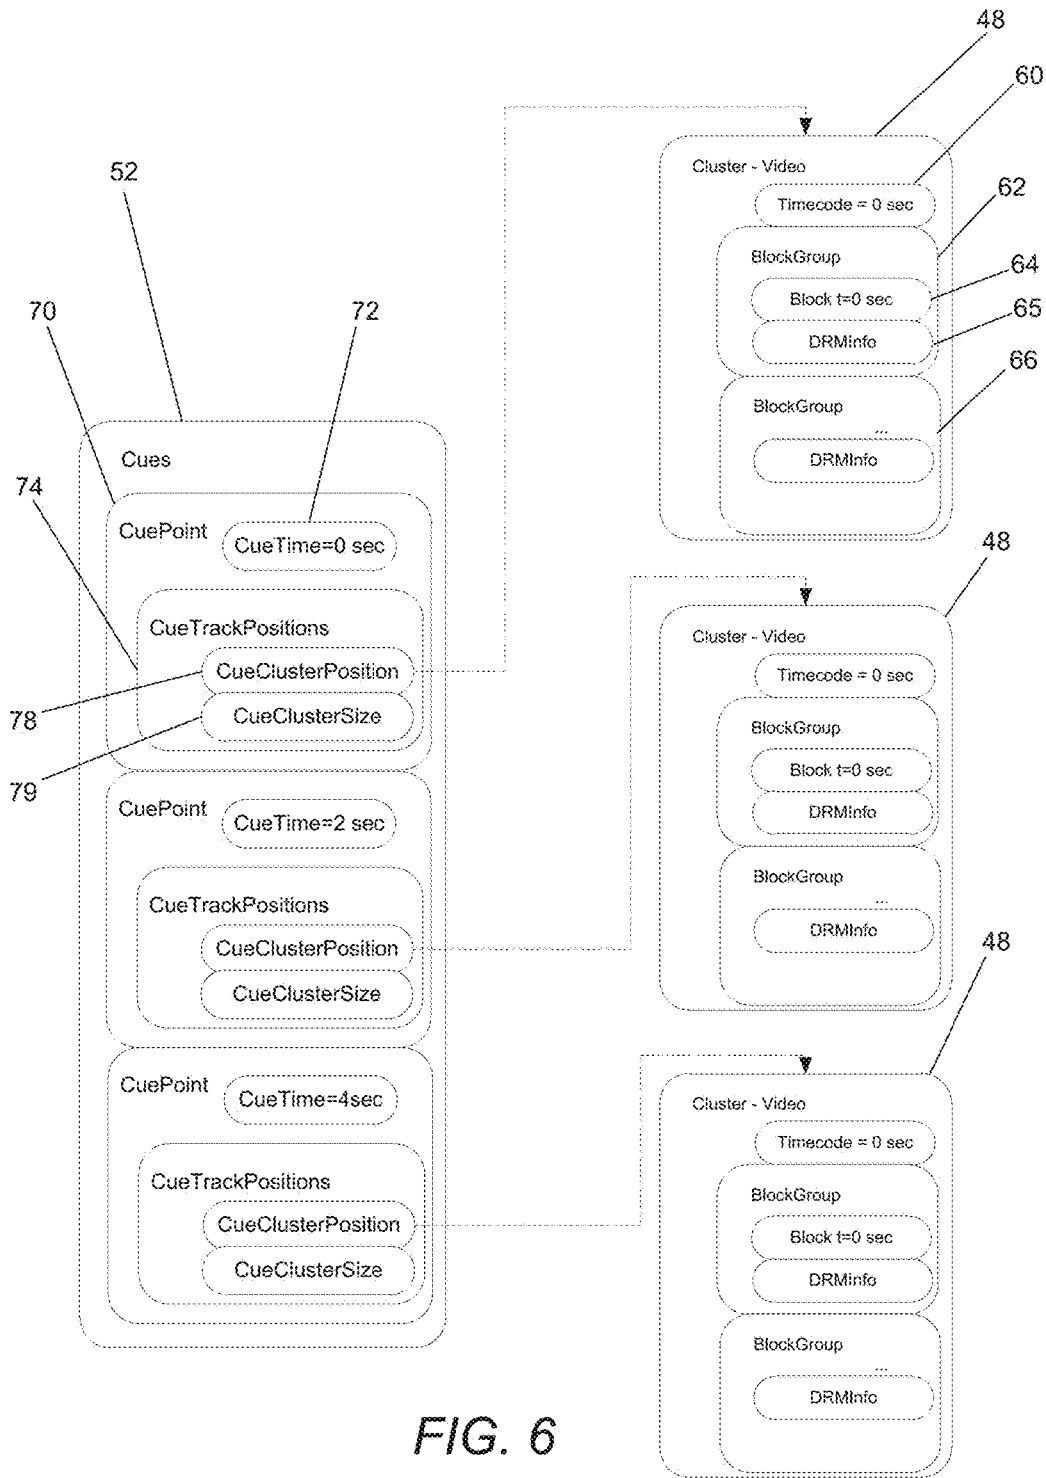 48
60
52
Cluster - Video
Timecode = 0 sec
62
BlockGroup
64
Block t=0 sec
65
70
72
DRMInfo
66
BlockGroup
...
DRMInfo
Cues
74
CuePoint
CueTime=0 sec
48
CueTrackPositions
Cluster - Video
CueClusterPosition
Timecode = 0 sec
78
CueClusterSize
BlockGroup
79
Block t=0 sec
CuePoint
CueTime=2 sec
DRMInfo
BlockGroup
...
CueTrackPositions
DRMInfo
CueClusterPosition
48
CueClusterSize
CuePoint
CueTime=4sec
Cluster - Video
Timecode = 0 sec
CueTrackPositions
BlockGroup
CueClusterPosition
Block t=0 sec
CueClusterSize
DRMInfo
BlockGroup
...
DRMInfo
FIG. 6